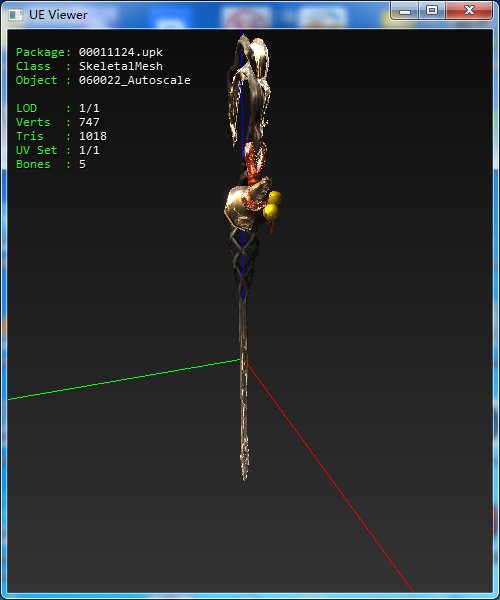 UE Viewer
Package: 00011124.upk
Class : SkeletalMesh
Object : 060022_Autoscale
LOD : 1/1
Verts : 747
Tris : 1018
UV Set : 1/1
Bones : 5